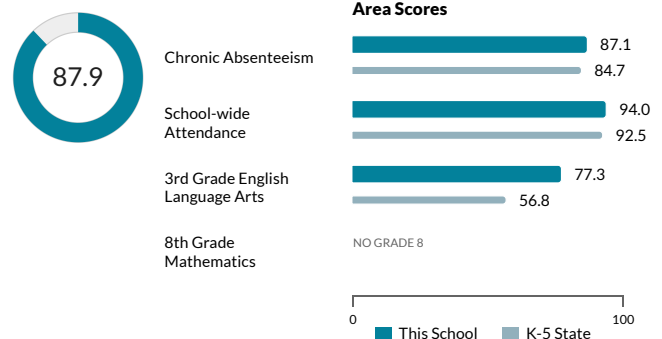 Area Scores
87.9
Chronic Absenteeism
87.1
84.7
School-wide
Attendance
94.0
92.5
3rd Grade English
Language Arts
77.3
56.8
8th Grade
Mathematics
NO GRADE 8
0
100
This School
K-5 State